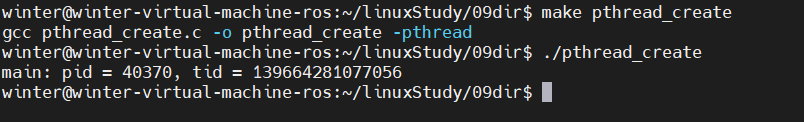 winter@winter-virtual-machine-ros:~/linuxStudy/09dir$ make pthread_create
gcc pthread_create.c -o pthread_create -pthread
winter@winter-virtual-machine-ros:~/linuxStudy/09dir$ ./pthread_create
main: pid = 40370, tid = 139664281077056
winter@winter-virtual-machine-ros:~/linuxStudy/09dir$